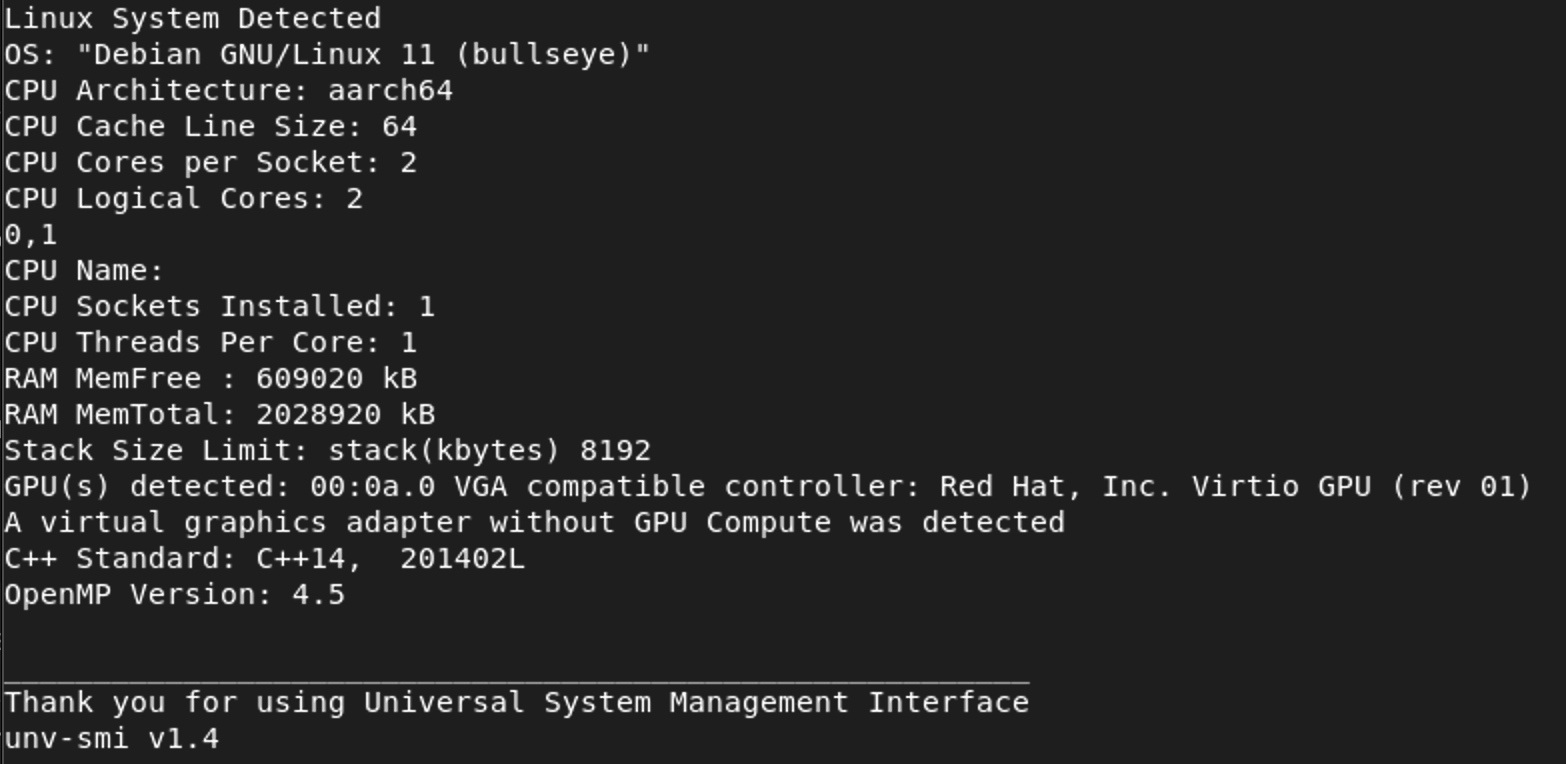 Linux System Detected
OS: "Debian GNU/Linux 11 (bullseye)"
CPU Architecture: aarch64
CPU Cache Line Size: 64
CPU Cores per Socket: 2
CPU Logical Cores: 2
0,1
CPU Name:
CPU Sockets Installed: 1
CPU Threads Per Core: 1
RAM MemFree : 609020 kB
RAM MemTotal: 2028920 kB
Stack Size Limit: stack(kbytes) 8192
GPU(s) detected: 00:0a.0 VGA compatible controller: Red Hat, Inc. Virtio GPU (rev 01)
A virtual graphics adapter without GPU Compute was detected
C++ Standard: C++14,  201402L
OpenMP Version: 4.5
_________________________________________________________
Thank you for using Universal System Management Interface
unv-smi v1.4